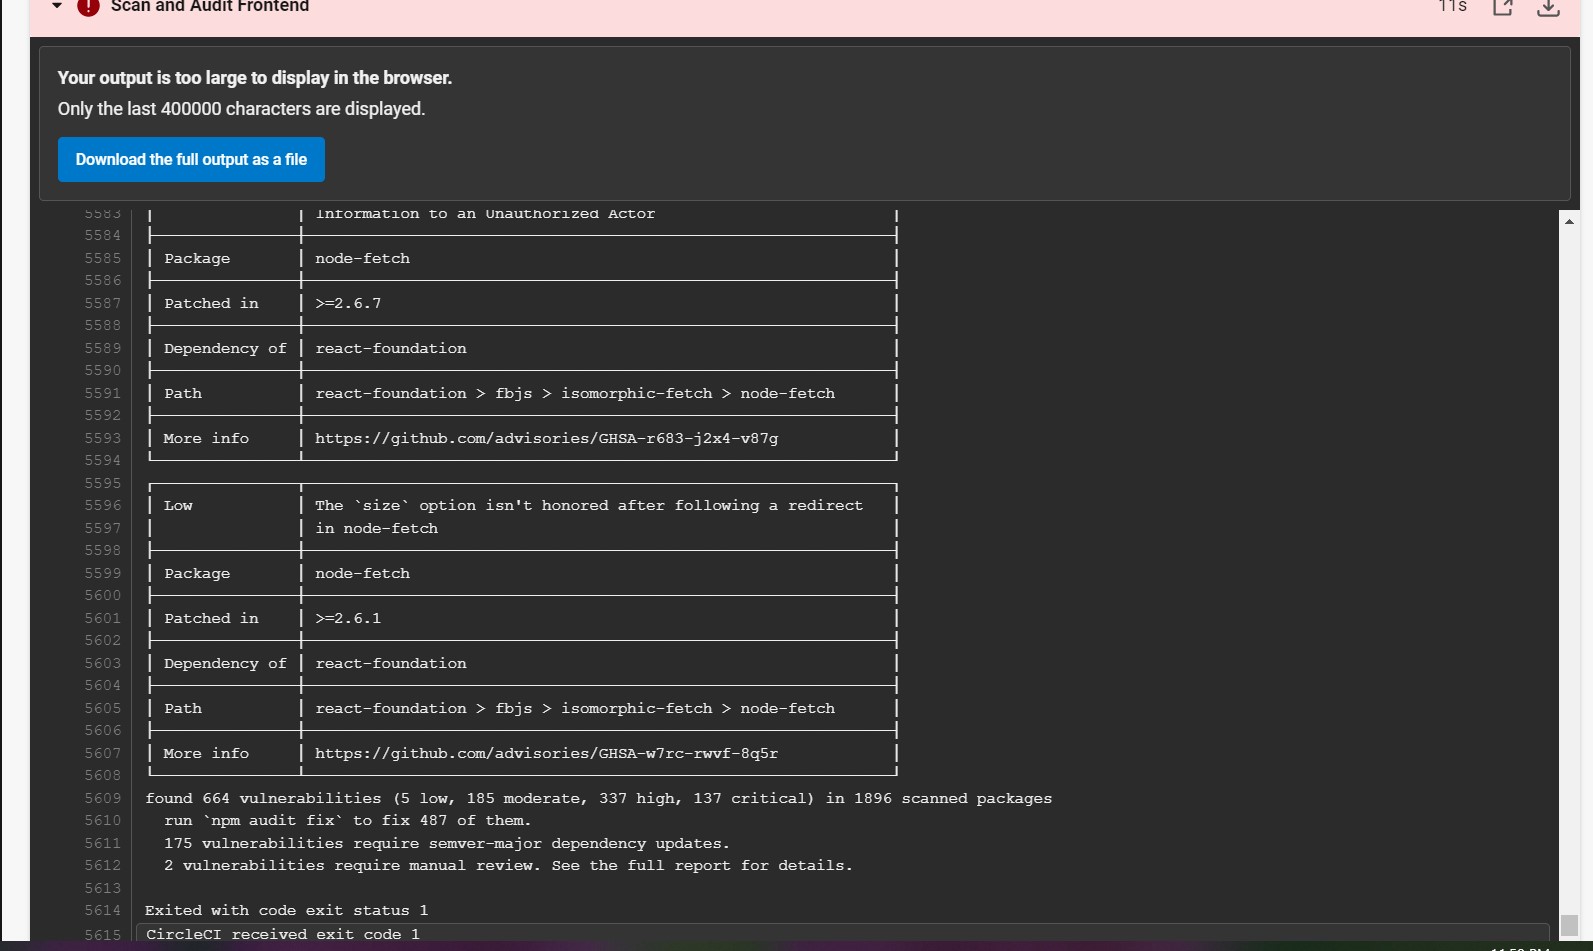 Scan and Audit Frontend
11s
Your output is too large to display in the browser.
Only the last 400000 characters are displayed.
Download the full output as a file
5583 Information to an Unauthorized Actor
5584
5585 Package node-fetch
5586
5587 Patched in >=2.6.7
5588
5589 Dependency of react-foundation
5590
5591 Path react-foundation > fbjs > isomorphic-fetch > node-fetch
5592
5593 More info https://github.com/advisories/GHSA-r683-j2x4-v87g
5594
5595
5596 Low The `size` option isn't honored after following a redirect
5597 in node-fetch
5598
5599 Package node-fetch
5600
5601 Patched in >=2.6.1
5602
5603 Dependency of react-foundation
5604
5605 Path react-foundation > fbjs > isomorphic-fetch > node-fetch
5606
5607 More info https://github.com/advisories/GHSA-w7rc-rwvf-8q5r
5608
5609 found 664 vulnerabilities (5 low, 185 moderate, 337 high, 137 critical) in 1896 scanned packages
5610 run `npm audit fix` to fix 487 of them.
5611 175 vulnerabilities require semver-major dependency updates.
5612 2 vulnerabilities require manual review. See the full report for details.
5613
5614 Exited with code exit status 1
5615 CircleCI received exit code 1